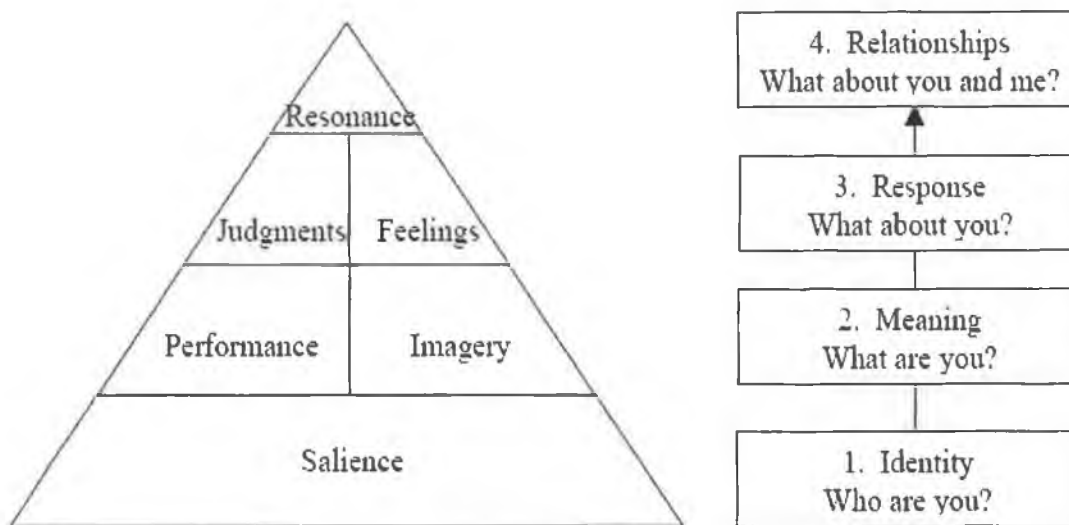 Resonance
Judgments Feelings
Performance Imagery
Salience
4. Relationships
What about you and me?
3. Response
What about you?
2. Meaning
What are you?
1. Identity
Who are you?